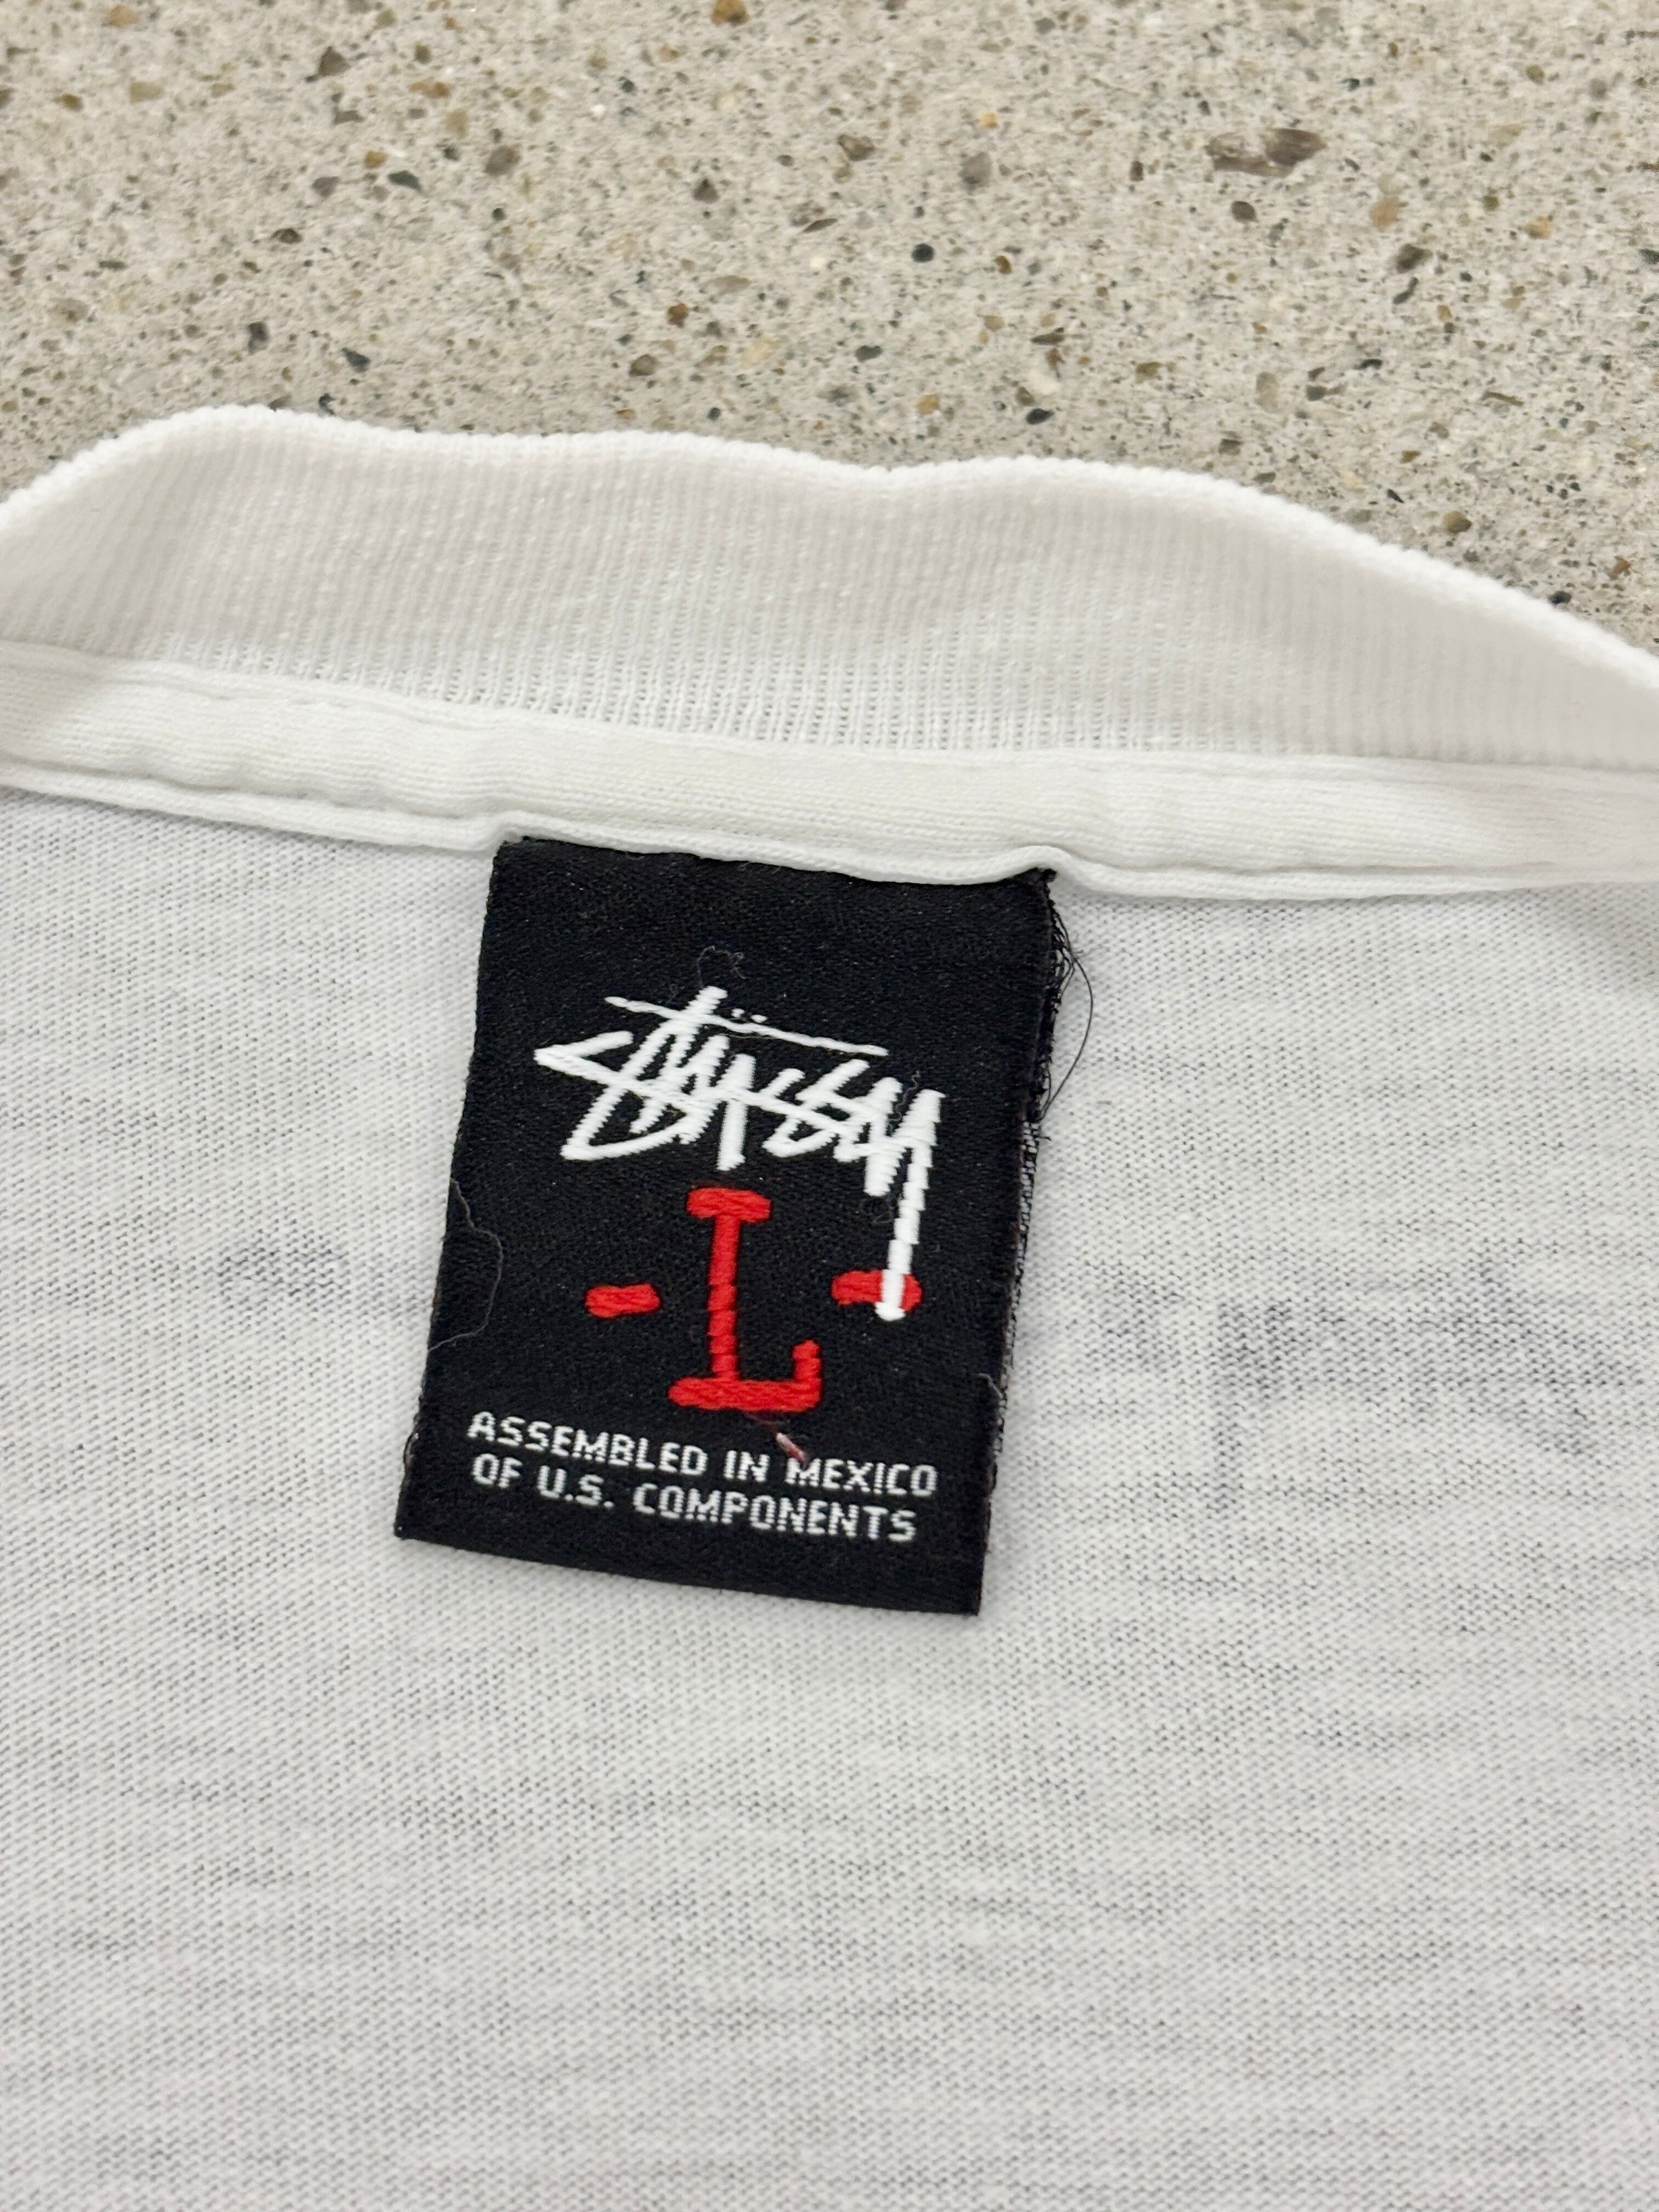 Stüssy
- L -
ASSEMBLED IN MEXICO
OF U.S. COMPONENTS